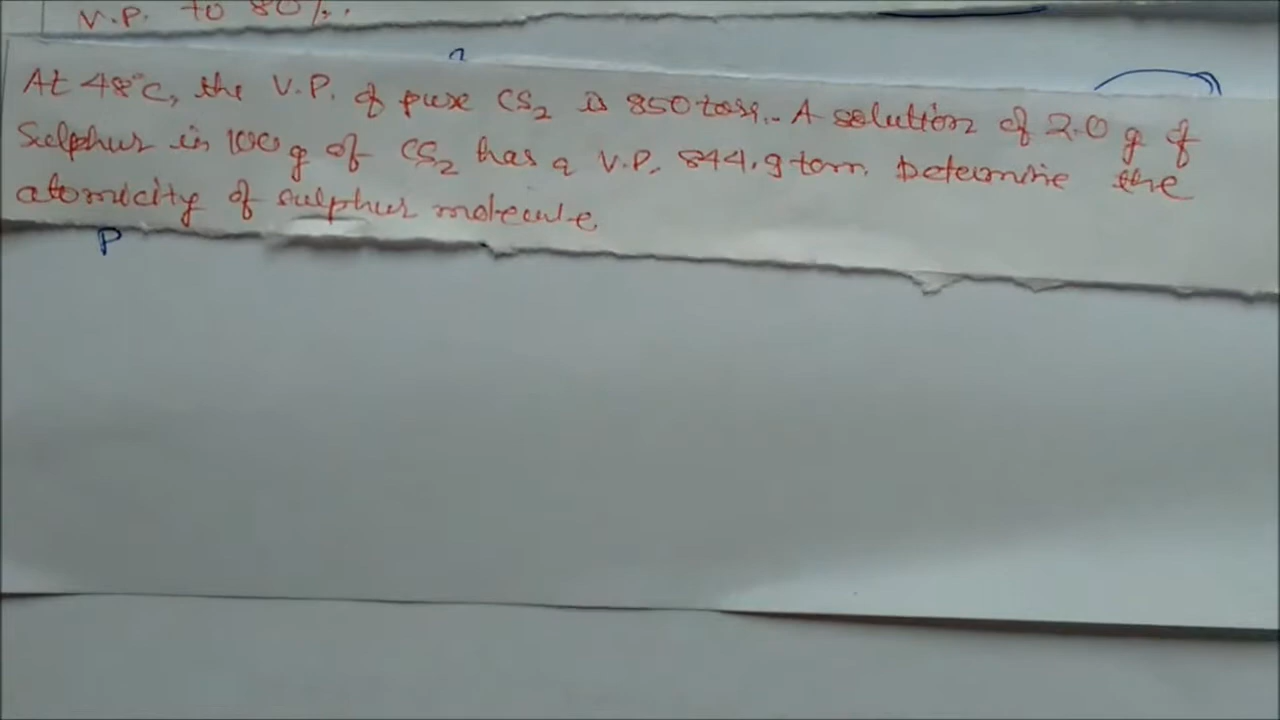 V.P. to 80%.
At 48°C, the V.P. of pure CS2 is 850 torr. A solution of 2.0 g of
Sulphur in 100g of CS2 has a V.P. 844.9 torr. Determine the
atomicity of sulphur molecule
P